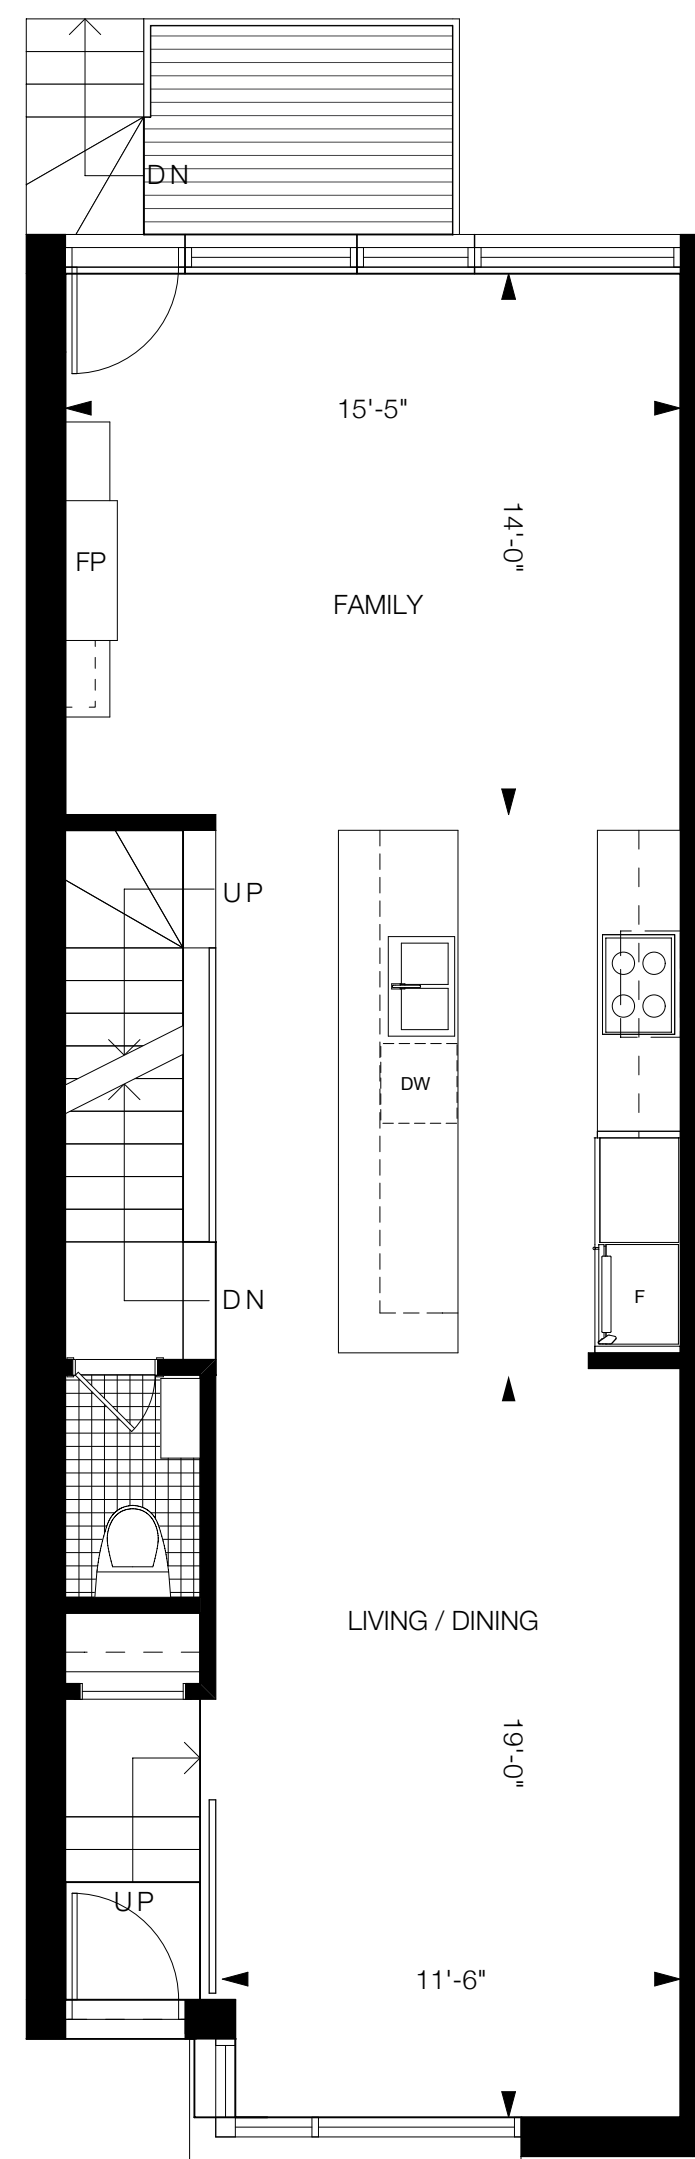 DN
15'-5"
14'-0"
FP
FAMILY
UP
DW
DN
F
LIVING / DINING
19'-0"
UP
11'-6"